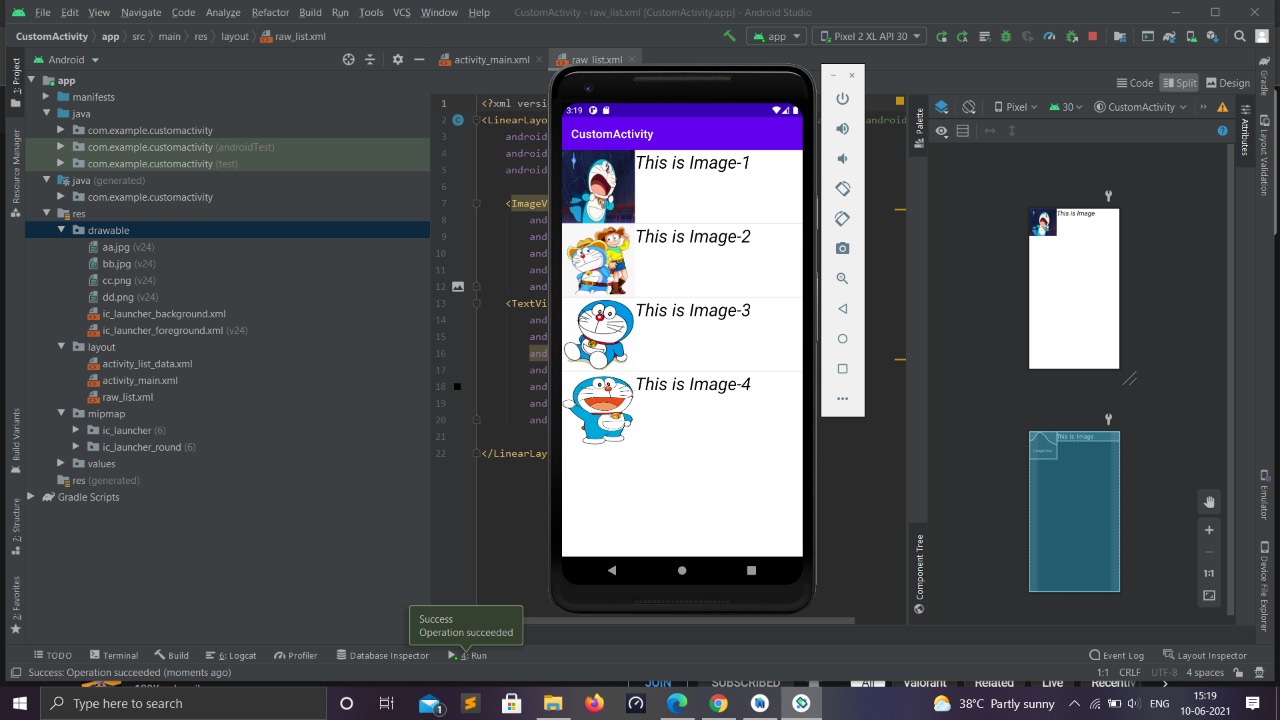 File Edit View Navigate Code Analyze Refactor Build Run Tools VCS Window Help CustomActivity - raw_list.xml [CustomActivity.app] - Android Studio
CustomActivity app src main res layout raw_list.xml app Pixel 2 XL API 30
Android activity_main.xml raw_list.xml
Code Split Design
1: Project
Resource Manager
Build Variants
7: Structure
2: Favorites
app
manifests
java
com.example.customactivity
com.example.customactivity (androidTest)
com.example.customactivity (test)
java (generated)
com.example.customactivity
res
drawable
aa.jpg (v24)
bb.jpg (v24)
cc.png (v24)
dd.png (v24)
ic_launcher_background.xml
ic_launcher_foreground.xml (v24)
layout
activity_list_data.xml
activity_main.xml
raw_list.xml
mipmap
ic_launcher (6)
ic_launcher_round (6)
values
res (generated)
Gradle Scripts
1 <?xml versi
2 <LinearLayo
3 android
4 android
5 android
6
7 <ImageV
8 and
9 and
10 and
11 and
12 and
13 <TextVi
14 and
15 and
16 and
17 and
18 and
19 and
20 and
21
22 </LinearLay
3:19
CustomActivity
This is Image-1
This is Image-2
This is Image-3
This is Image-4
Pixel 30 CustomActivity
Palette
Component Tree
This is Image
This is Image
1:1
Attributes
Layout Validation
Emulator
Device File Explorer
Success
Operation succeeded
TODO Terminal Build 6: Logcat Profiler Database Inspector 4: Run Event Log Layout Inspector
Success: Operation succeeded (moments ago) 1:1 CRLF UTF-8 4 spaces
JOIN SUBSCRIBED All Valorant Related Live
Type here to search 1 38°C Partly sunny ENG 15:19
10-06-2021